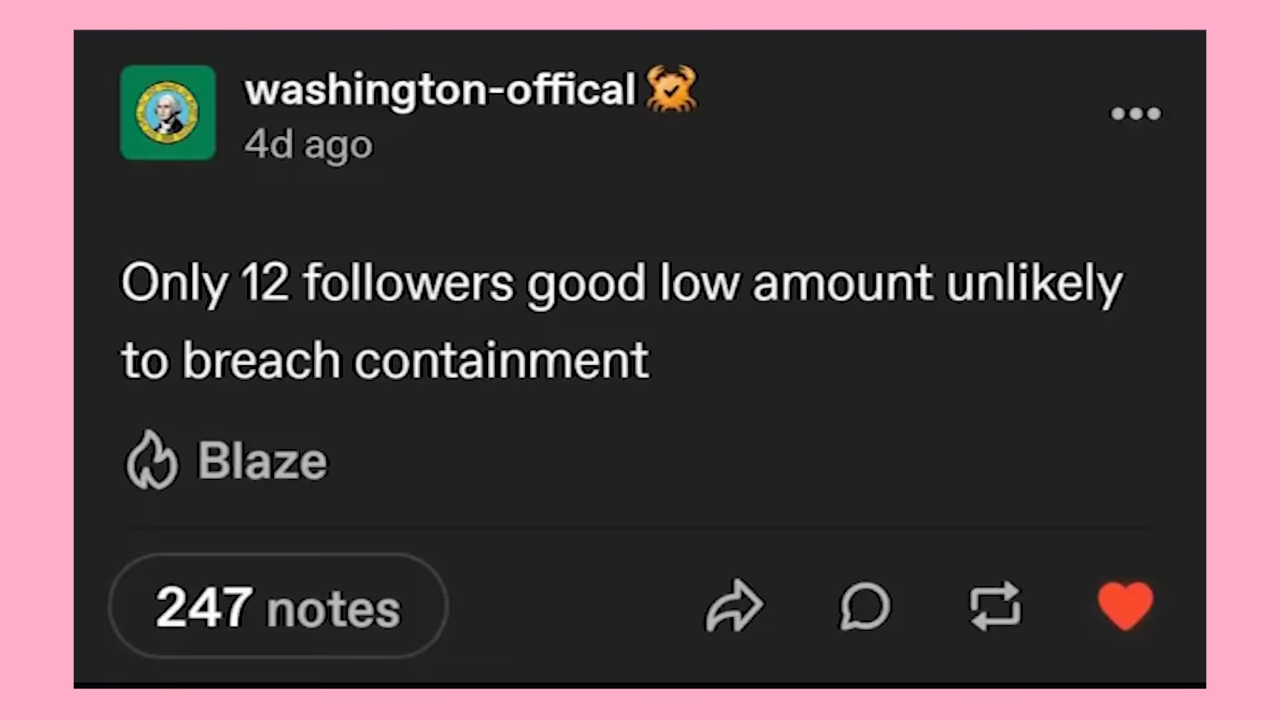 washington-offical
4d ago
Only 12 followers good low amount unlikely
to breach containment
Blaze
247 notes